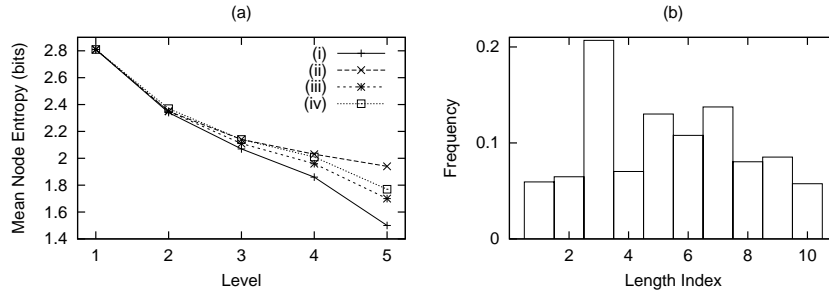 (a)
Mean Node Entropy (bits)
2.8
2.6
2.4
2.2
2
1.8
1.6
1.4
1 2 3 4 5
Level
(i)
(ii)
(iii)
(iv)
(b)
Frequency
0.2
0.1
0
2 4 6 8 10
Length Index